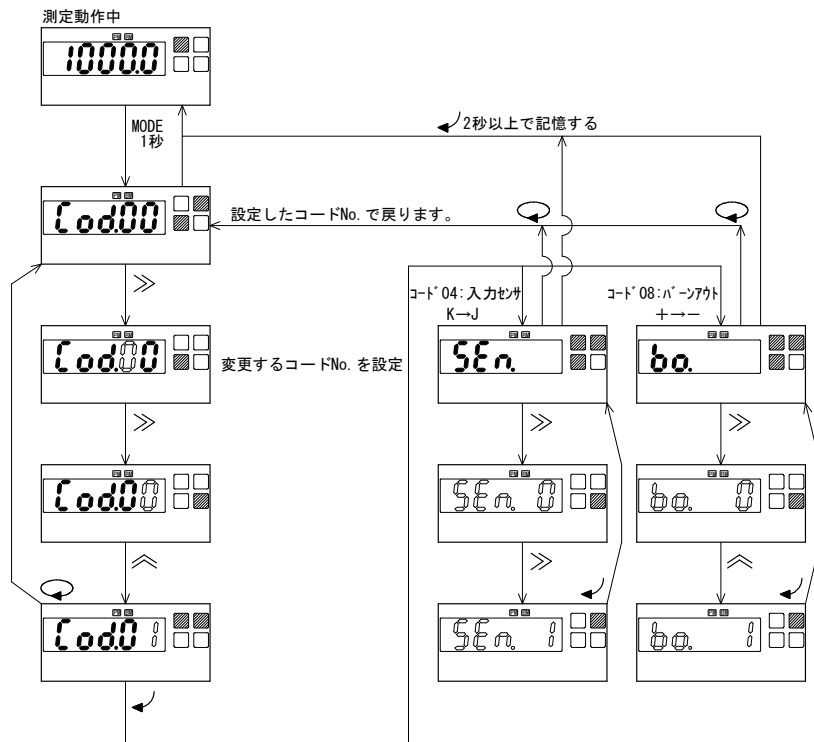 測定動作中
1000.0
MODE
1秒
2秒以上で記憶する
Cod.00
設定したコードNo. で戻ります。
コード04:入力センサ
K→J
コード08:バーンアウト
+→−
Cod.00
変更するコードNo. を設定
SEn.
bo.
Cod.00
SEn. 0
bo. 0
Cod.01
SEn. 1
bo. 1